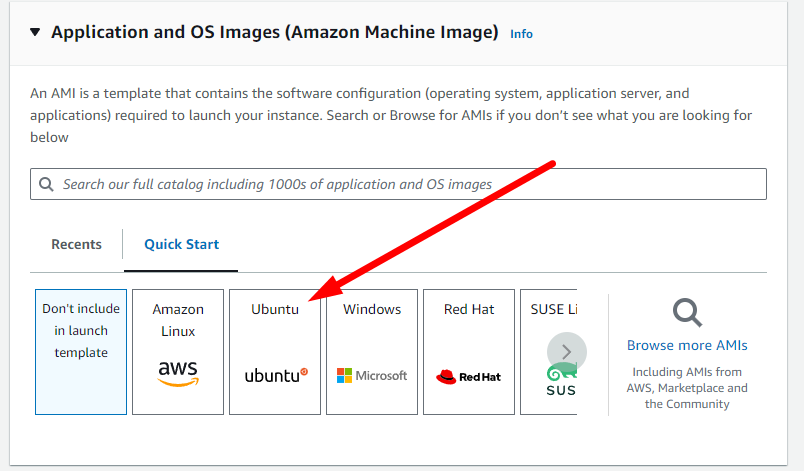 Application and OS Images (Amazon Machine Image) Info
An AMI is a template that contains the software configuration (operating system, application server, and
applications) required to launch your instance. Search or Browse for AMIs if you don't see what you are looking for
below
Search our full catalog including 1000s of application and OS images
Recents
Quick Start
Don't include
in launch
template
Amazon
Linux
aws
Ubuntu
ubuntu
Windows
Microsoft
Red Hat
Red Hat
SUSE Li
SUS
Browse more AMIs
Including AMIs from
AWS, Marketplace and
the Community